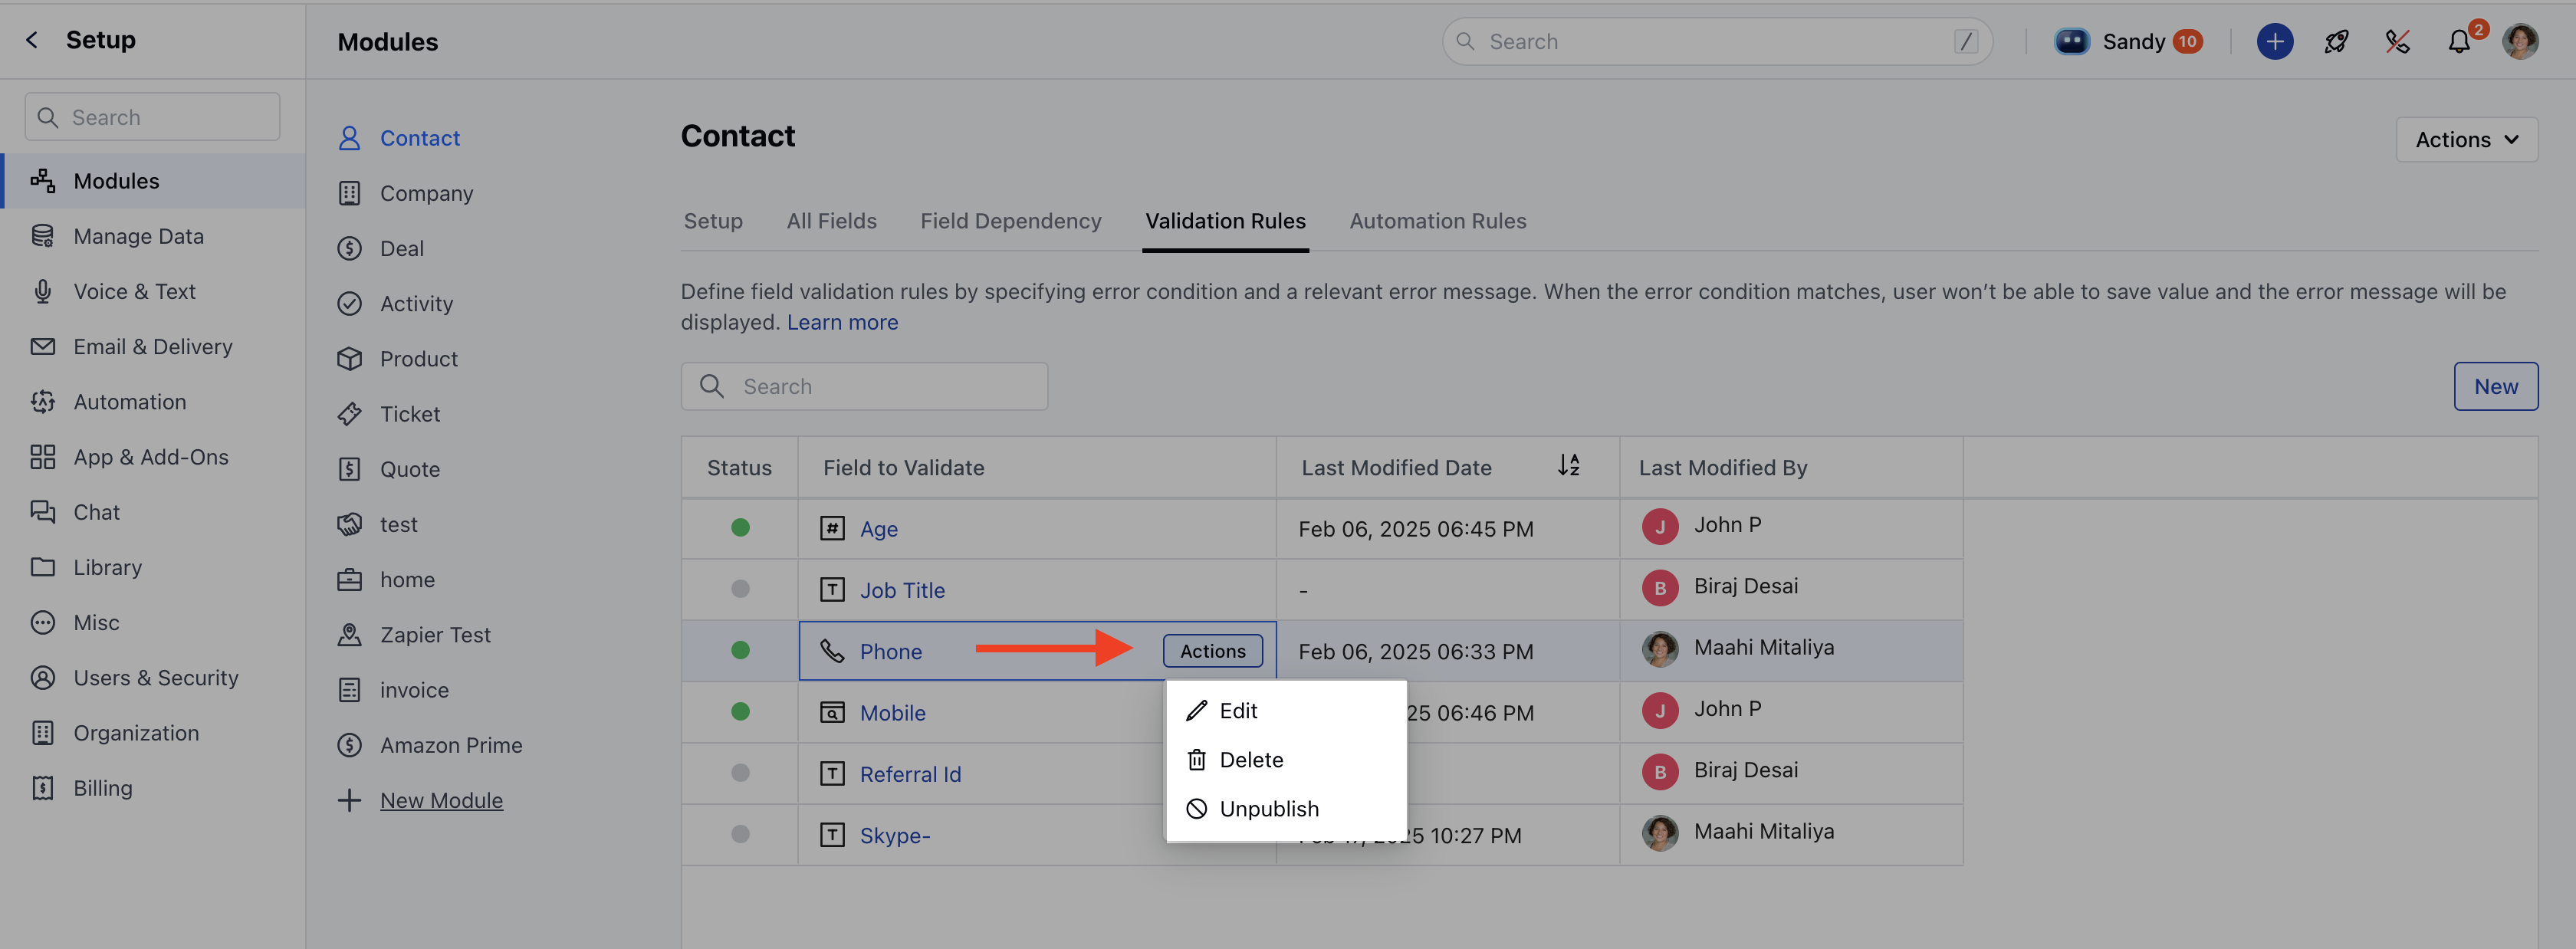 Setup
Modules
Search
/
Sandy 10
2
Search
Modules
Manage Data
Voice & Text
Email & Delivery
Automation
App & Add-Ons
Chat
Library
Misc
Users & Security
Organization
Billing
Contact
Company
Deal
Activity
Product
Ticket
Quote
test
home
Zapier Test
invoice
Amazon Prime
New Module
Contact
Actions
Setup
All Fields
Field Dependency
Validation Rules
Automation Rules
Define field validation rules by specifying error condition and a relevant error message. When the error condition matches, user won’t be able to save value and the error message will be
displayed. Learn more
Search
New
Status Field to Validate Last Modified Date Last Modified By
Age Feb 06, 2025 06:45 PM J John P
Job Title - B Biraj Desai
Phone Actions Feb 06, 2025 06:33 PM Maahi Mitaliya
Mobile 25 06:46 PM J John P
Referral Id B Biraj Desai
Skype- 25 10:27 PM Maahi Mitaliya
Edit
Delete
Unpublish